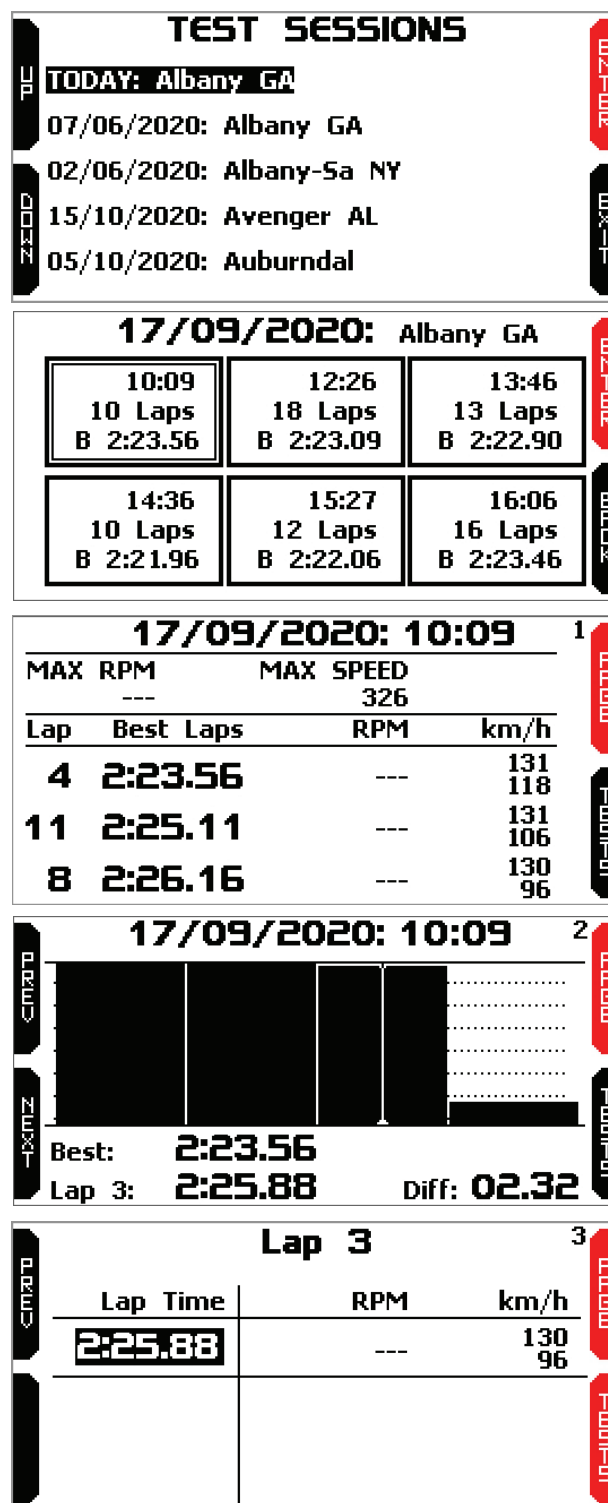 TEST SESSIONS
UP
ENTER
TODAY: Albany GA
07/06/2020: Albany GA
02/06/2020: Albany-Sa NY
DOWN
EXIT
15/10/2020: Avenger AL
05/10/2020: Auburndal
17/09/2020: Albany GA
ENTER
10:09 12:26 13:46
10 Laps 18 Laps 13 Laps
B 2:23.56 B 2:23.09 B 2:22.90
BACK
14:36 15:27 16:06
10 Laps 12 Laps 16 Laps
B 2:21.96 B 2:22.06 B 2:23.46
17/09/2020: 10:09 1
PAGE
MAX RPM MAX SPEED
--- 326
Lap Best Laps RPM km/h
4 2:23.56 --- 131
118
TESTS
11 2:25.11 --- 131
106
8 2:26.16 --- 130
96
17/09/2020: 10:09 2
PREV
PAGE
NEXT
TESTS
Best: 2:23.56
Lap 3: 2:25.88 Diff: 02.32
Lap 3 3
PREV
PAGE
Lap Time RPM km/h
2:25.88 --- 130
96
TESTS